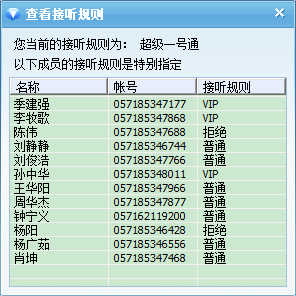 查看接听规则
您当前的接听规则为： 超级一号通
以下成员的接听规则是特别指定
名称 帐号 接听规则
季建强 057185347177 VIP
李牧歌 057185347868 VIP
陈伟 057185347688 拒绝
刘静静 057185346744 普通
刘俊浩 057185347766 普通
孙中华 057185348011 VIP
王华阳 057185347966 普通
周华杰 057185347877 普通
钟宁义 057162119200 普通
杨阳 057185346428 拒绝
杨广茹 057185346556 普通
肖坤 057185347468 普通